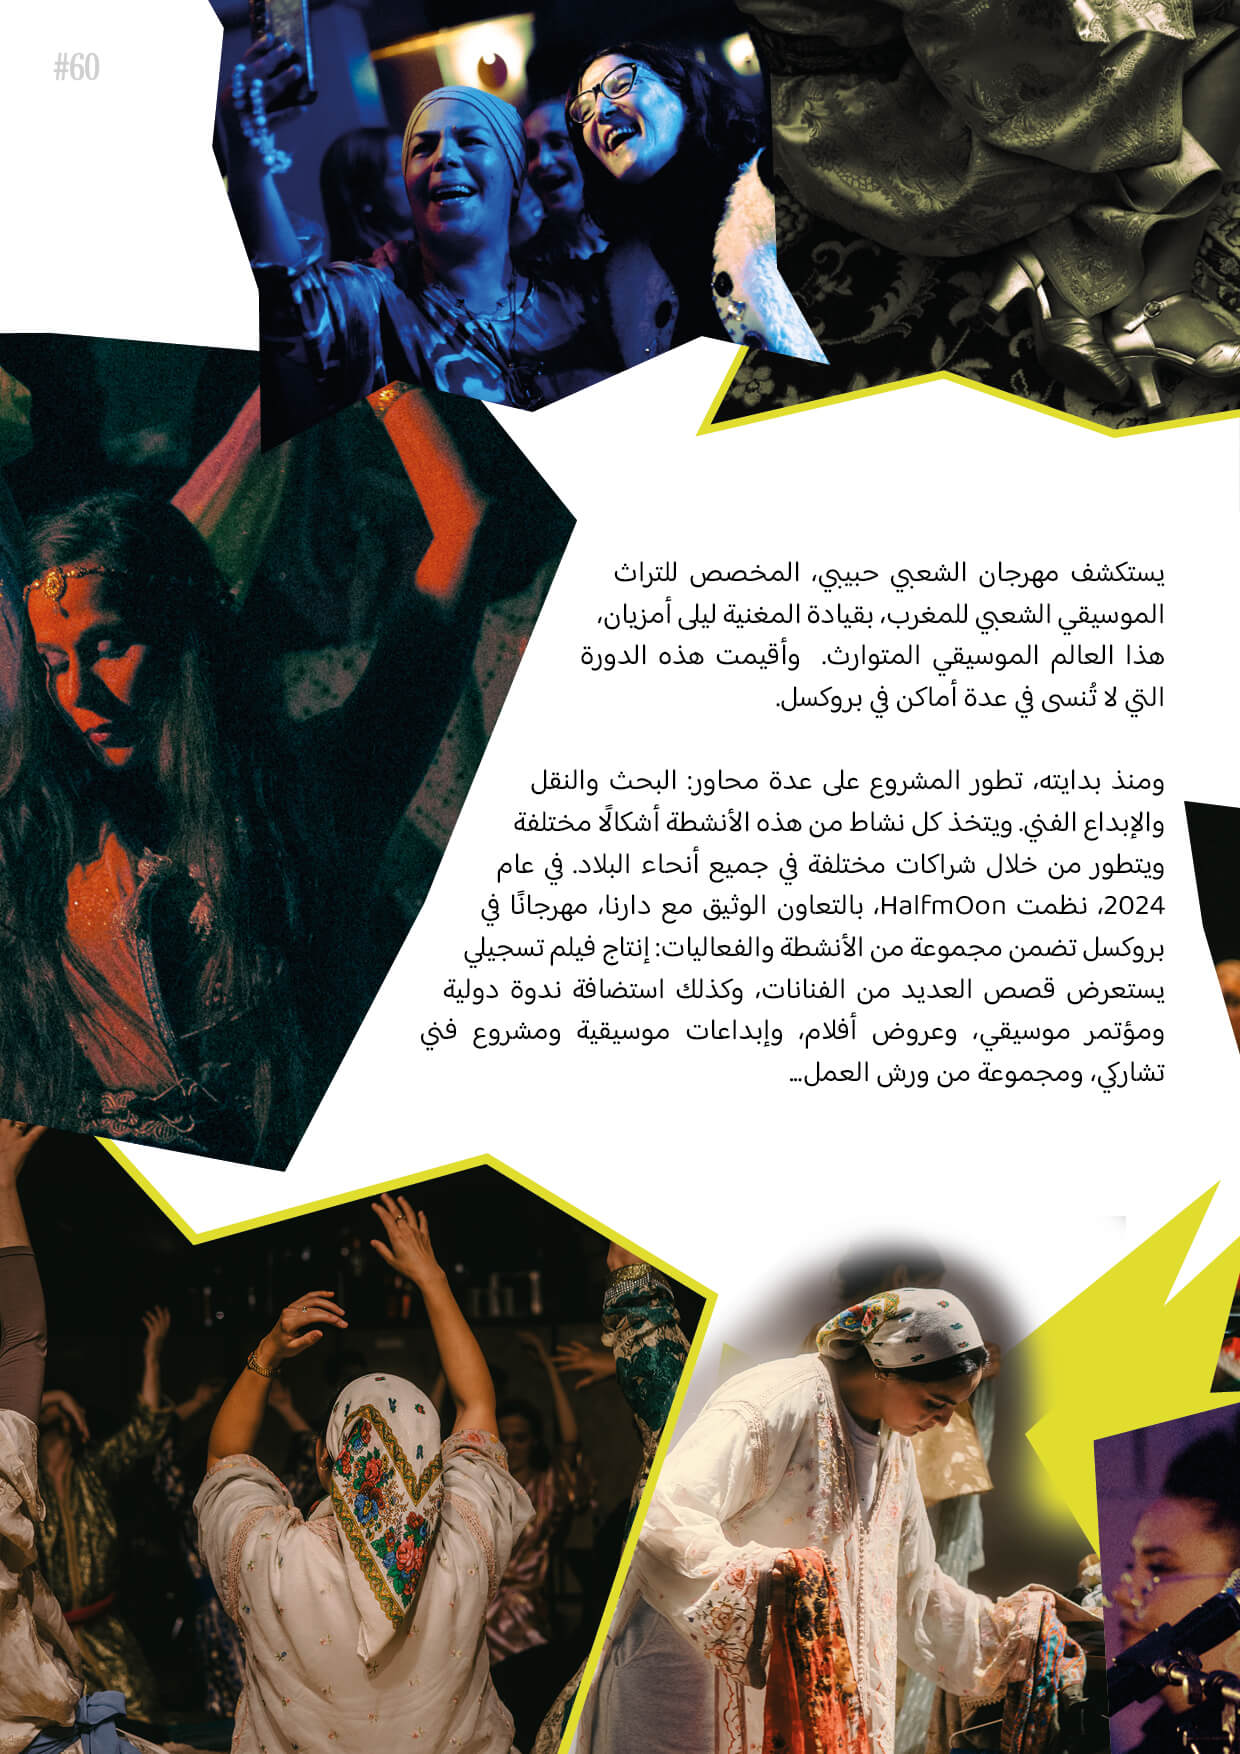 #60
يستكشف مهرجان الشعبي حبيبي، المخصص للتراث
الموسيقي الشعبي للمغرب، بقيادة المغنية ليلى أمزيان،
هذا العالم الموسيقي المتوارث. وأقيمت هذه الدورة
التي لا تُنسى في عدة أماكن في بروكسل.
ومنذ بدايته، تطور المشروع على عدة محاور: البحث والنقل
والإبداع الفني. ويتخذ كل نشاط من هذه الأنشطة أشكالًا مختلفة
ويتطور من خلال شراكات مختلفة في جميع أنحاء البلاد. في عام
2024، نظمت HalfmOon، بالتعاون الوثيق مع دارنا، مهرجانًا في
بروكسل تضمن مجموعة من الأنشطة والفعاليات: إنتاج فيلم تسجيلي
يستعرض قصص العديد من الفنانات، وكذلك استضافة ندوة دولية
ومؤتمر موسيقي، وعروض أفلام، وإبداعات موسيقية ومشروع فني
تشاركي، ومجموعة من ورش العمل...